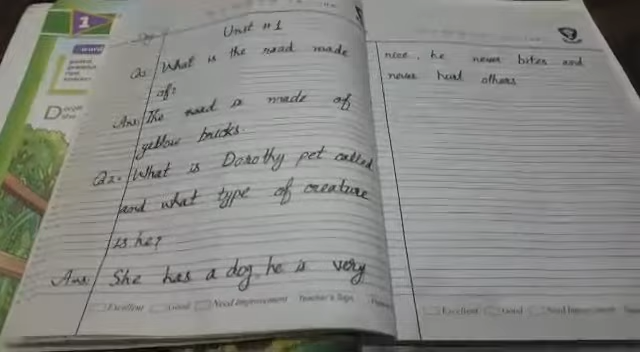 1
Unit #1
Q1 What is the road made
of?
Ans: The road is made of
yellow bricks.
Q2. What is Dorothy pet called
and what type of creature
is he?
Ans: She has a dog he is very
Excellent Good Need Improvement Teacher's Sign.
nice, he never bites and
never hurt others
Excellent Good Need Improvement